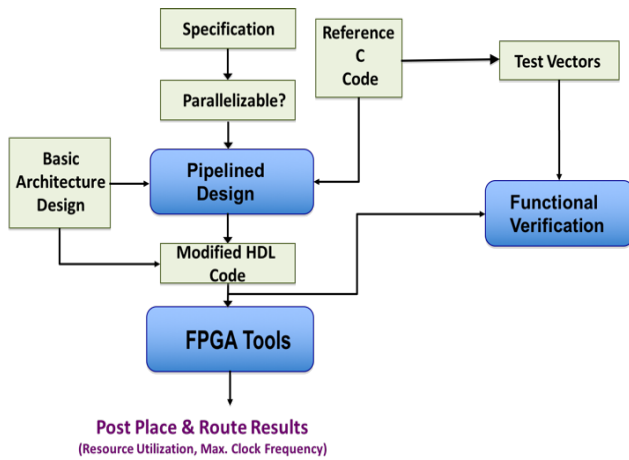 Specification
Reference
C
Code
Test Vectors
Parallelizable?
Basic
Architecture
Design
Pipelined
Design
Functional
Verification
Modified HDL
Code
FPGA Tools
Post Place & Route Results
(Resource Utilization, Max. Clock Frequency)